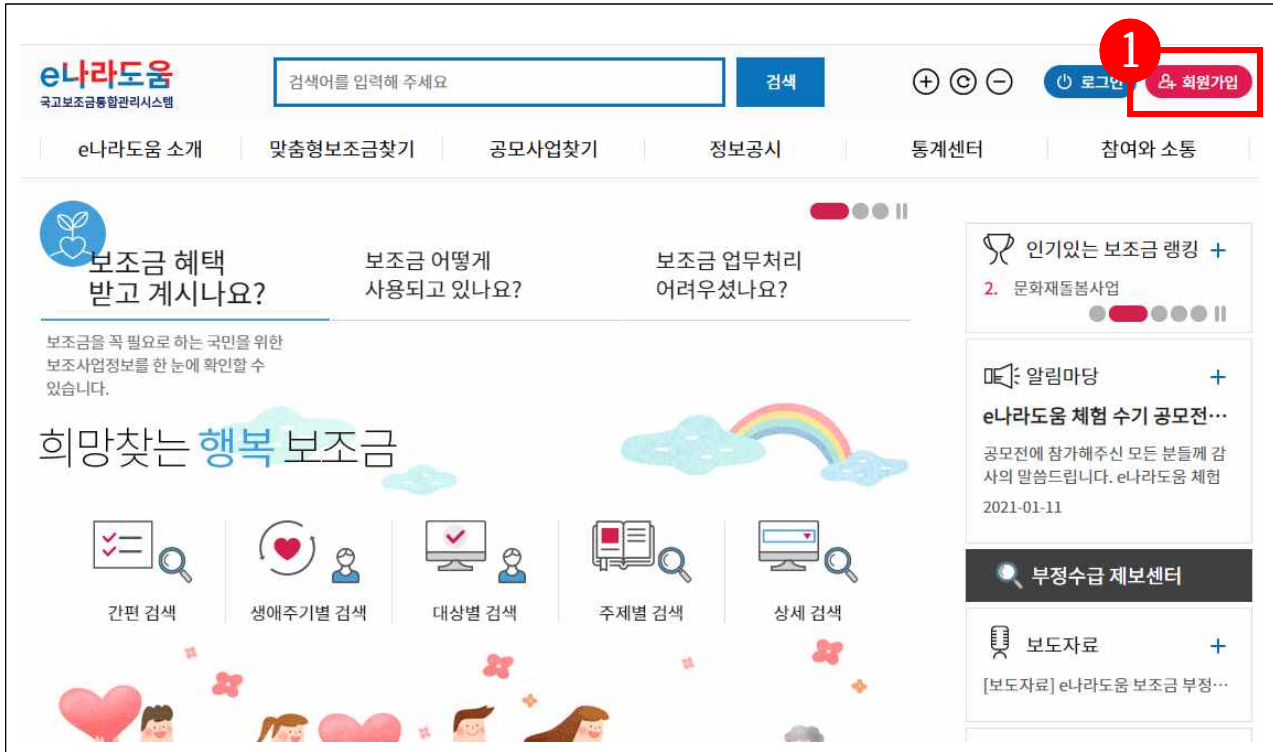 1
e나라도움
국고보조금통합관리시스템
검색어를 입력해 주세요
검색
로그인
회원가입
e나라도움 소개
맞춤형보조금찾기
공모사업찾기
정보공시
통계센터
참여와 소통
보조금 혜택
받고 계시나요?
보조금 어떻게
사용되고 있나요?
보조금 업무처리
어려우셨나요?
보조금을 꼭 필요로 하는 국민을 위한
보조사업정보를 한 눈에 확인할 수
있습니다.
희망찾는 행복 보조금
간편 검색
생애주기별 검색
대상별 검색
주제별 검색
상세 검색
인기있는 보조금 랭킹 +
2. 문화재돌봄사업
알림마당 +
e나라도움 체험 수기 공모전…
공모전에 참가해주신 모든 분들께 감
사의 말씀드립니다. e나라도움 체험
2021-01-11
부정수급 제보센터
보도자료 +
[보도자료] e나라도움 보조금 부정…